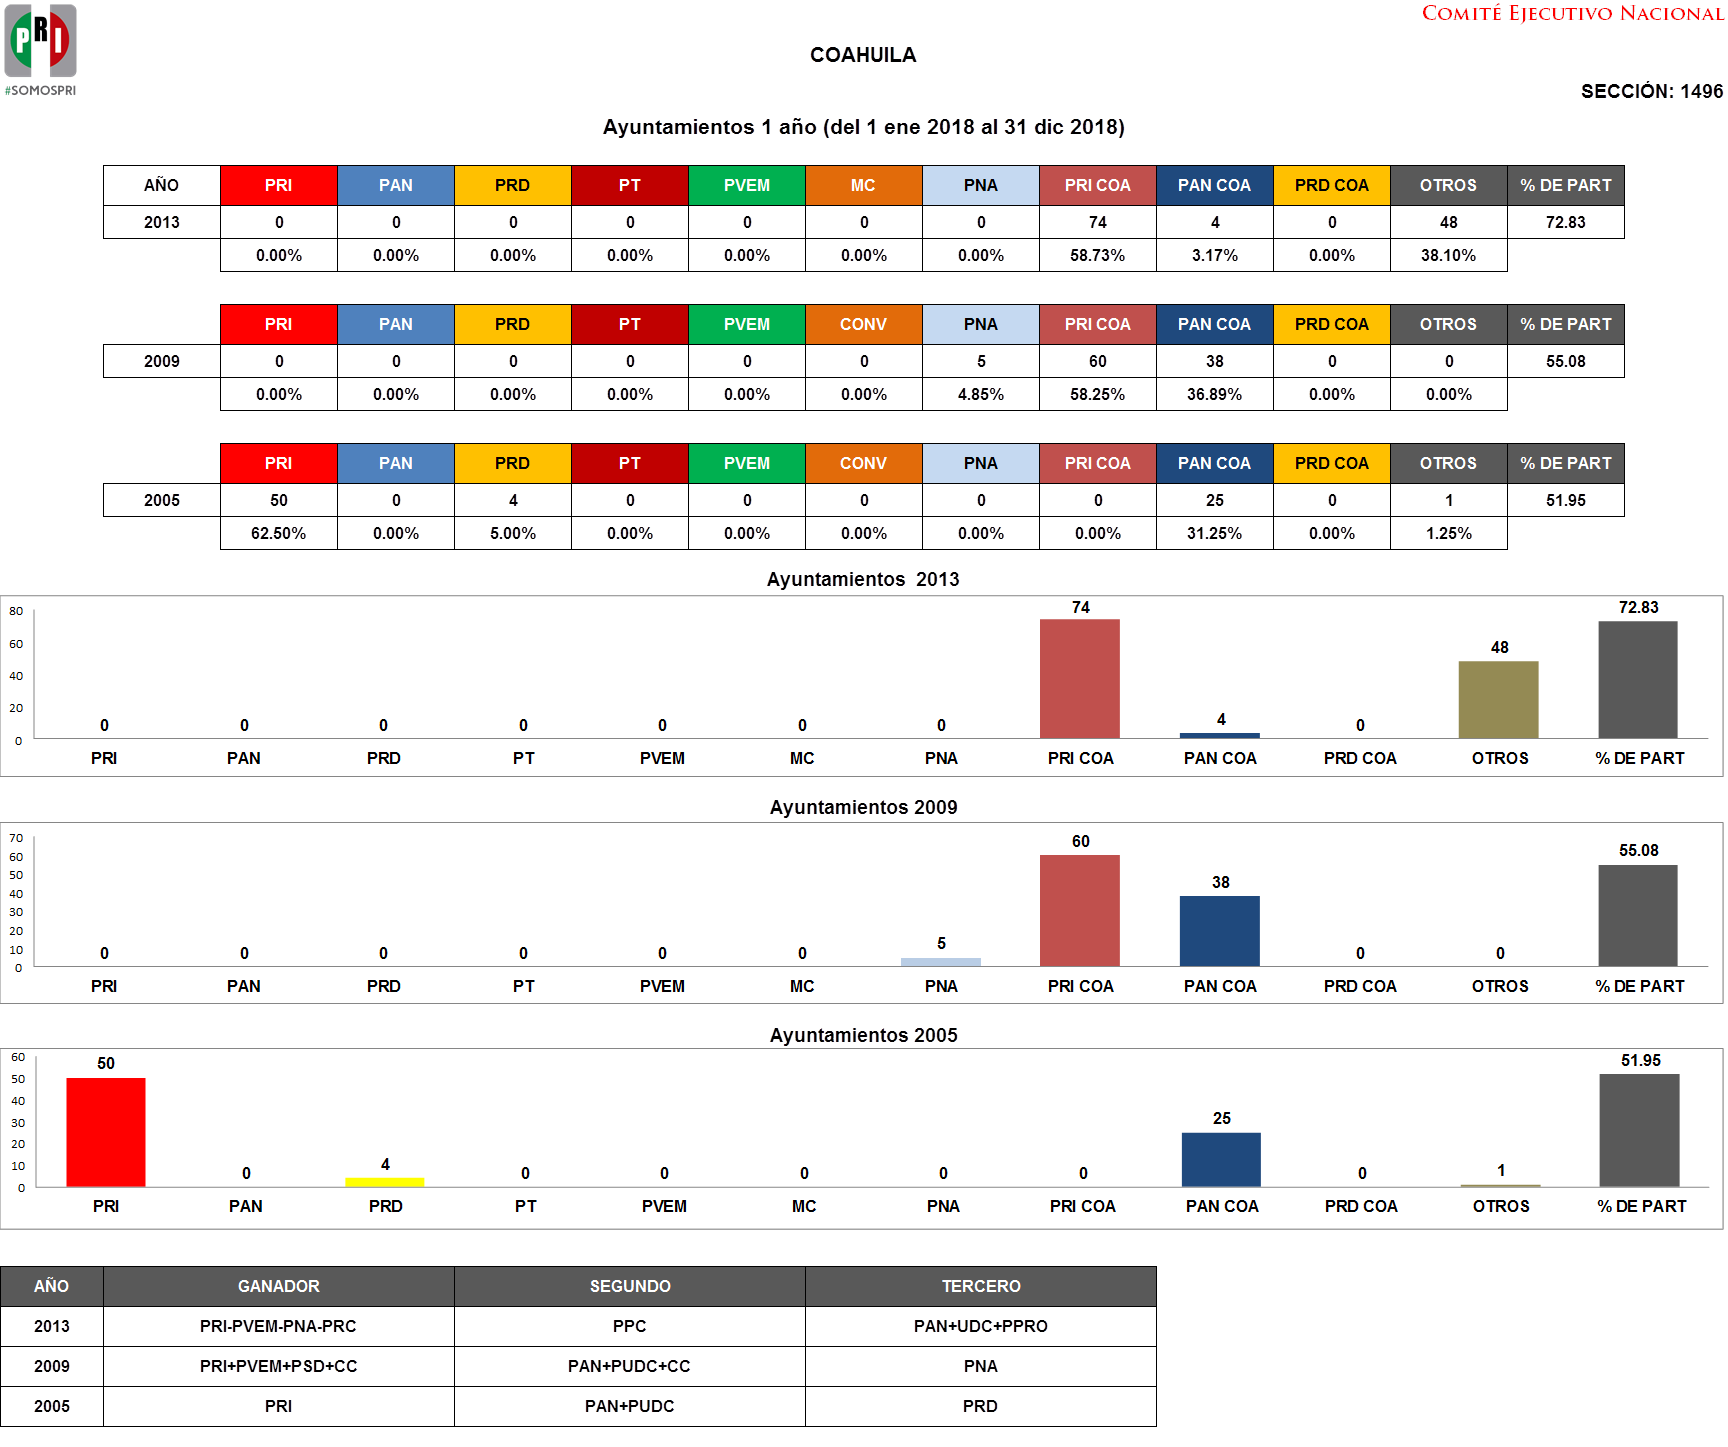 PRI
#SOMOSPRI
COMITÉ EJECUTIVO NACIONAL
COAHUILA
SECCIÓN: 1496
Ayuntamientos 1 año (del 1 ene 2018 al 31 dic 2018)
AÑO PRI PAN PRD PT PVEM MC PNA PRI COA PAN COA PRD COA OTROS % DE PART
2013 0 0 0 0 0 0 0 74 4 0 48 72.83
0.00% 0.00% 0.00% 0.00% 0.00% 0.00% 0.00% 58.73% 3.17% 0.00% 38.10%
PRI PAN PRD PT PVEM CONV PNA PRI COA PAN COA PRD COA OTROS % DE PART
2009 0 0 0 0 0 0 5 60 38 0 0 55.08
0.00% 0.00% 0.00% 0.00% 0.00% 0.00% 4.85% 58.25% 36.89% 0.00% 0.00%
PRI PAN PRD PT PVEM CONV PNA PRI COA PAN COA PRD COA OTROS % DE PART
2005 50 0 4 0 0 0 0 0 25 0 1 51.95
62.50% 0.00% 5.00% 0.00% 0.00% 0.00% 0.00% 0.00% 31.25% 0.00% 1.25%
Ayuntamientos 2013
80
60
40
20
0
0 0 0 0 0 0 0 74 4 0 48 72.83
PRI PAN PRD PT PVEM MC PNA PRI COA PAN COA PRD COA OTROS % DE PART
Ayuntamientos 2009
70
60
50
40
30
20
10
0
0 0 0 0 0 0 5 60 38 0 0 55.08
PRI PAN PRD PT PVEM MC PNA PRI COA PAN COA PRD COA OTROS % DE PART
Ayuntamientos 2005
60
50
40
30
20
10
0
50 0 4 0 0 0 0 0 25 0 1 51.95
PRI PAN PRD PT PVEM MC PNA PRI COA PAN COA PRD COA OTROS % DE PART
AÑO GANADOR SEGUNDO TERCERO
2013 PRI-PVEM-PNA-PRC PPC PAN+UDC+PPRO
2009 PRI+PVEM+PSD+CC PAN+PUDC+CC PNA
2005 PRI PAN+PUDC PRD